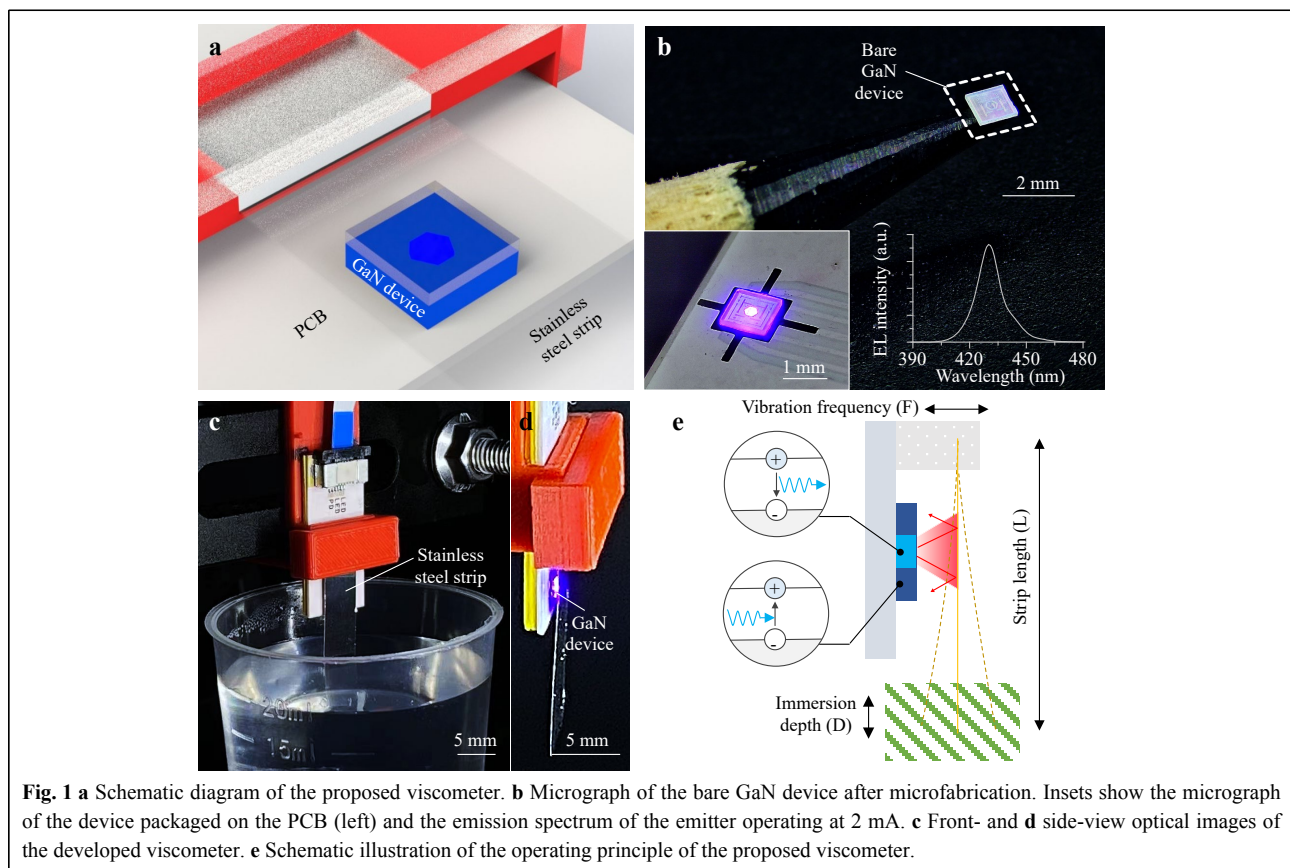 a
GaN device
PCB
Stainless
steel strip
b
Bare
GaN
device
2 mm
1 mm
EL intensity (a.u.)
390 420 450 480
Wavelength (nm)
c
Stainless
steel strip
20ml
15ml
5 mm
d
GaN
device
5 mm
e
Vibration frequency (F)
+
-
+
-
Strip length (L)
Immersion
depth (D)
Fig. 1 a Schematic diagram of the proposed viscometer. b Micrograph of the bare GaN device after microfabrication. Insets show the micrograph
of the device packaged on the PCB (left) and the emission spectrum of the emitter operating at 2 mA. c Front- and d side-view optical images of
the developed viscometer. e Schematic illustration of the operating principle of the proposed viscometer.